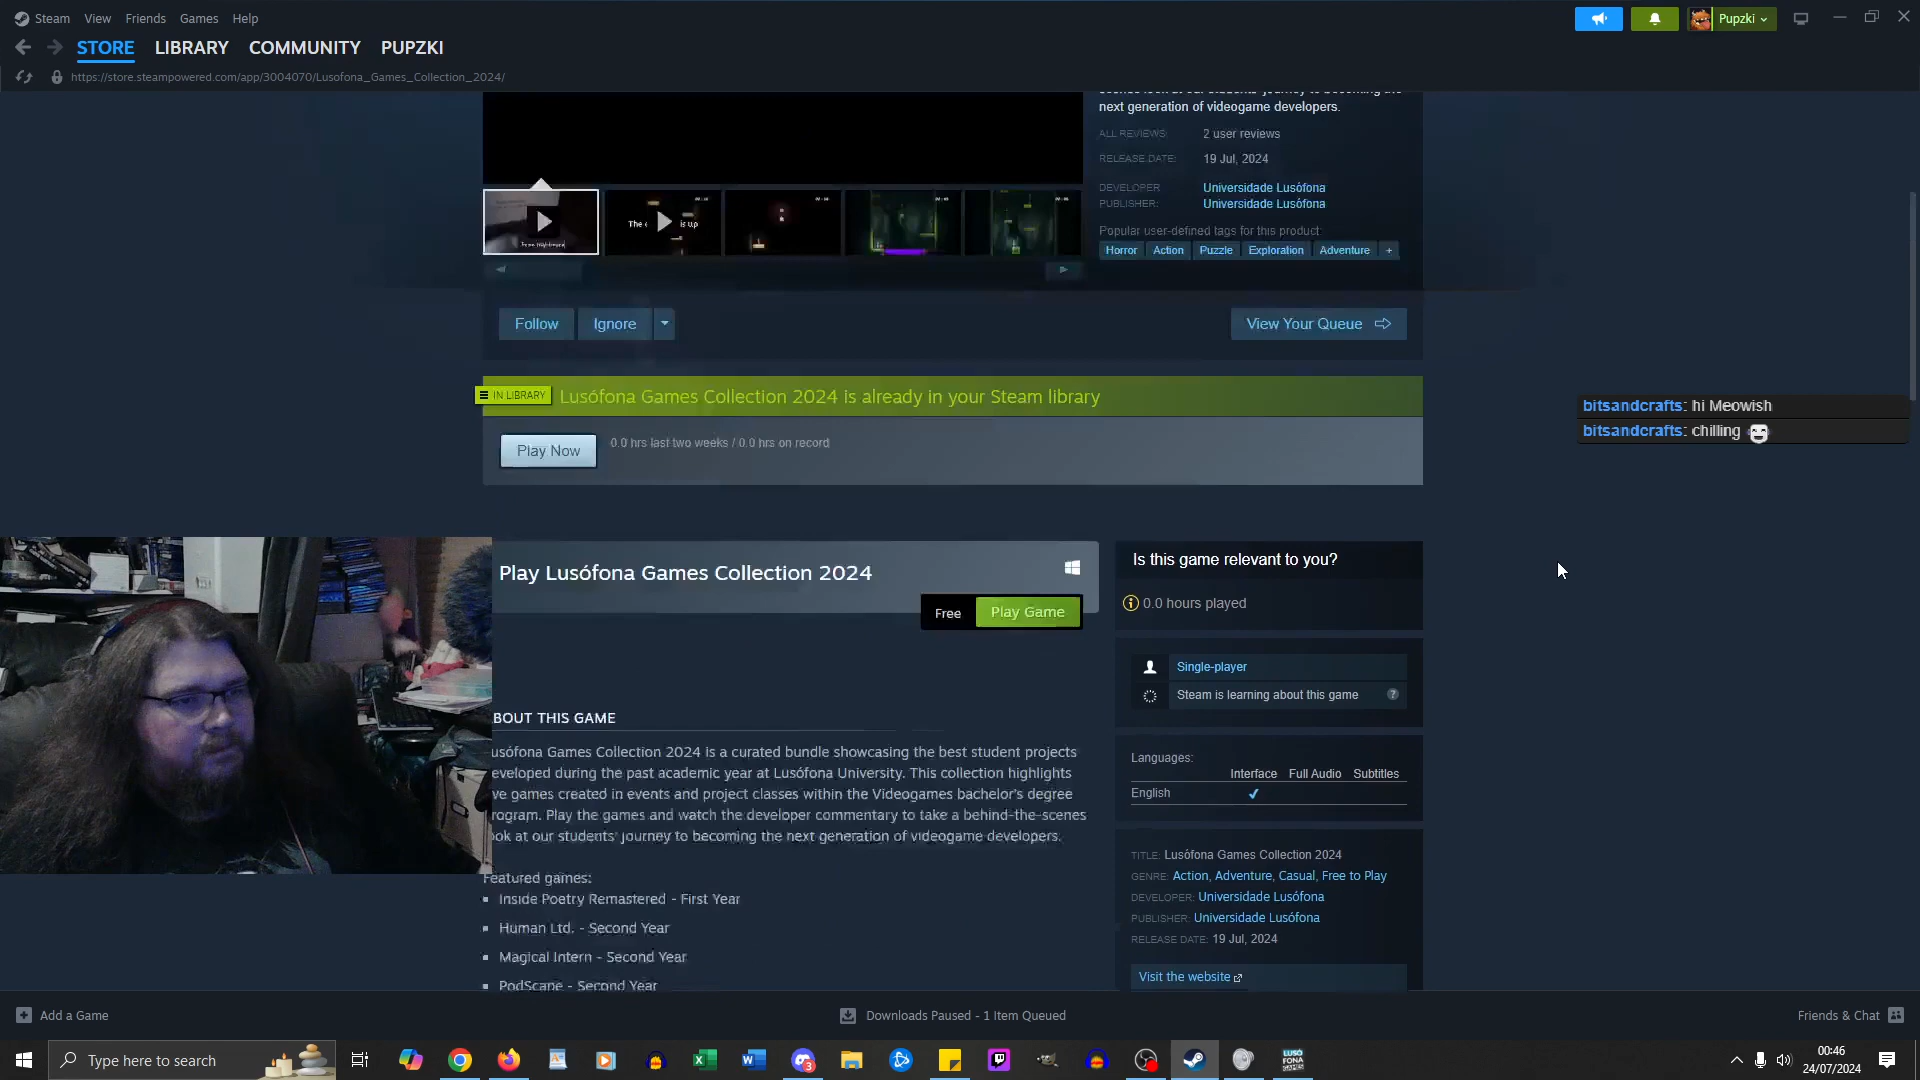 Steam View Friends Games Help
Pupzki
STORE LIBRARY COMMUNITY PUPZKI
https://store.steampowered.com/app/3004070/Lusofona_Games_Collection_2024/
next generation of videogame developers.
ALL REVIEWS: 2 user reviews
RELEASE DATE: 19 Jul, 2024
DEVELOPER: Universidade Lusófona
PUBLISHER: Universidade Lusófona
Popular user-defined tags for this product:
Horror Action Puzzle Exploration Adventure +
is up
Follow Ignore View Your Queue
IN LIBRARY Lusófona Games Collection 2024 is already in your Steam library
Play Now 0.0 hrs last two weeks / 0.0 hrs on record
bitsandcrafts: hi Meowish
bitsandcrafts: chilling
Play Lusófona Games Collection 2024
Free Play Game
BOUT THIS GAME
usófona Games Collection 2024 is a curated bundle showcasing the best student projects
eveloped during the past academic year at Lusófona University. This collection highlights
ve games created in events and project classes within the Videogames bachelor's degree
rogram. Play the games and watch the developer commentary to take a behind-the-scenes
ok at our students' journey to becoming the next generation of videogame developers.
Featured games:
Inside Poetry Remastered - First Year
Human Ltd. - Second Year
Magical Intern - Second Year
PodScape - Second Year
Is this game relevant to you?
0.0 hours played
Single-player
Steam is learning about this game ?
Languages:
Interface Full Audio Subtitles
English ✔
TITLE: Lusófona Games Collection 2024
GENRE: Action, Adventure, Casual, Free to Play
DEVELOPER: Universidade Lusófona
PUBLISHER: Universidade Lusófona
RELEASE DATE: 19 Jul, 2024
Visit the website
Add a Game Downloads Paused - 1 Item Queued Friends & Chat
Type here to search
3
LUSÓ
FONA
GAMES
00:46
24/07/2024